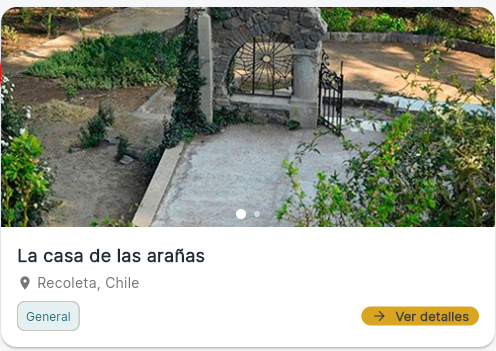 La casa de las arañas
Recoleta, Chile
General
Ver detalles